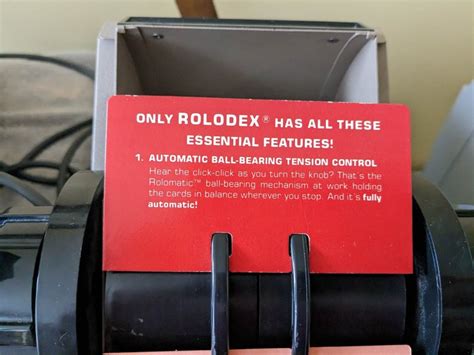 ONLY ROLODEX® HAS ALL THESE
ESSENTIAL FEATURES!
1. AUTOMATIC BALL-BEARING TENSION CONTROL
Hear the click-click as you turn the knob? That's the
Rolomatic™ ball-bearing mechanism at work holding
the cards in balance wherever you stop. And it's fully
automatic!